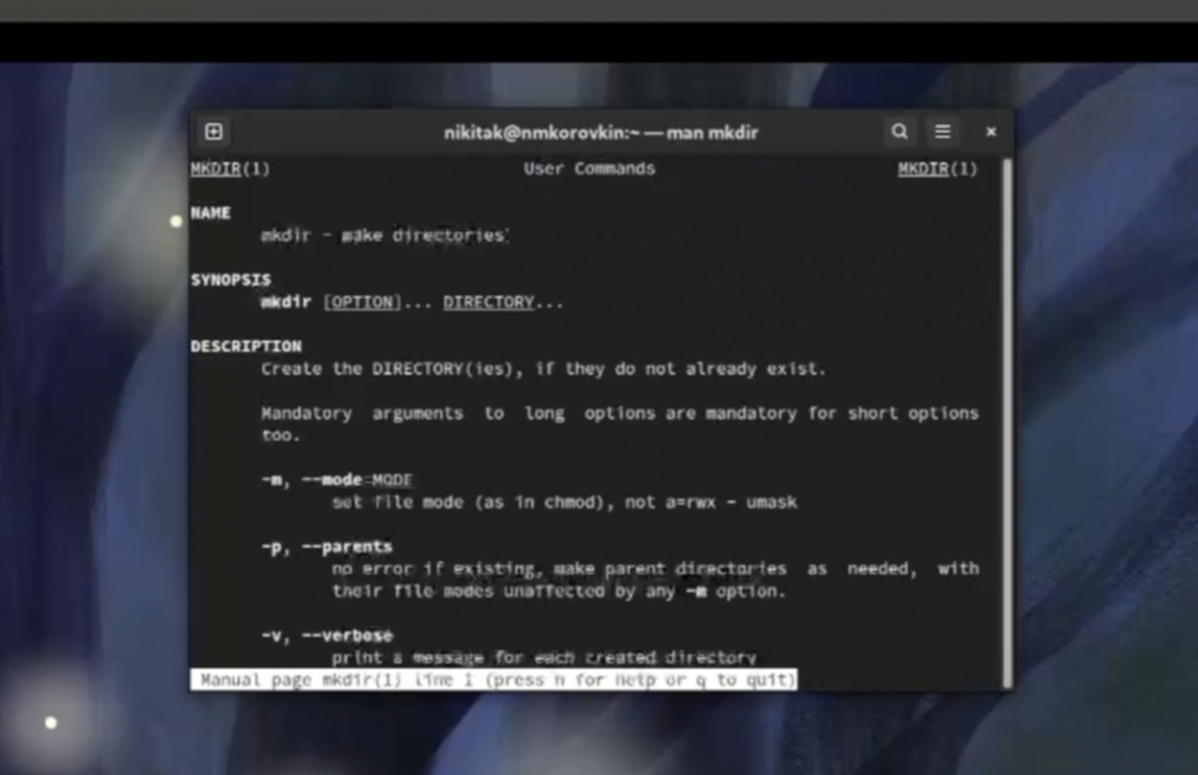 nikitak@nmkorovkin:~ — man mkdir
MKDIR(1) User Commands MKDIR(1)
NAME
mkdir - make directories
SYNOPSIS
mkdir [OPTION]... DIRECTORY...
DESCRIPTION
Create the DIRECTORY(ies), if they do not already exist.
Mandatory arguments to long options are mandatory for short options
too.
-m, --mode=MODE
set file mode (as in chmod), not a=rwx - umask
-p, --parents
no error if existing, make parent directories as needed, with
their file modes unaffected by any -m option.
-v, --verbose
print a message for each created directory
Manual page mkdir(1) line 1 (press h for help or q to quit)